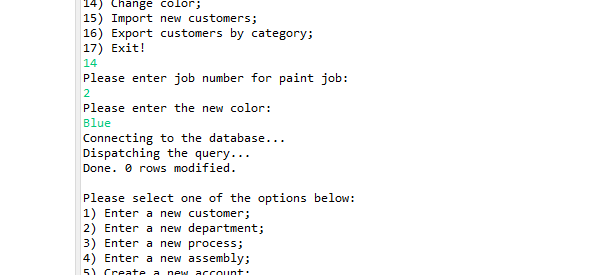 14) Change color;
15) Import new customers;
16) Export customers by category;
17) Exit!
14
Please enter job number for paint job:
2
Please enter the new color:
Blue
Connecting to the database...
Dispatching the query...
Done. 0 rows modified.
Please select one of the options below:
1) Enter a new customer;
2) Enter a new department;
3) Enter a new process;
4) Enter a new assembly;
5) Create a new account;